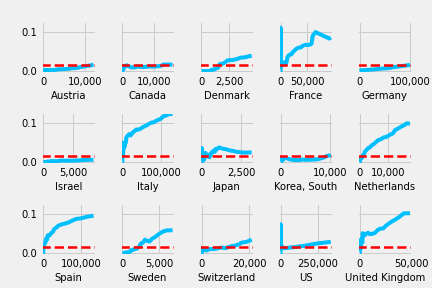 0.1
0.0
0 10,000 0 10,000 2,500 0 50,000 0 100,000
Austria Canada Denmark France Germany
0.1
0.0
0 5,000 0 100,000 0 2,500 0 10,000 0 10,000
Israel Italy Japan Korea, South Netherlands
0.1
0.0
0 100,000 0 5,000 0 20,000 0 250,000 0 50,000
Spain Sweden Switzerland US United Kingdom